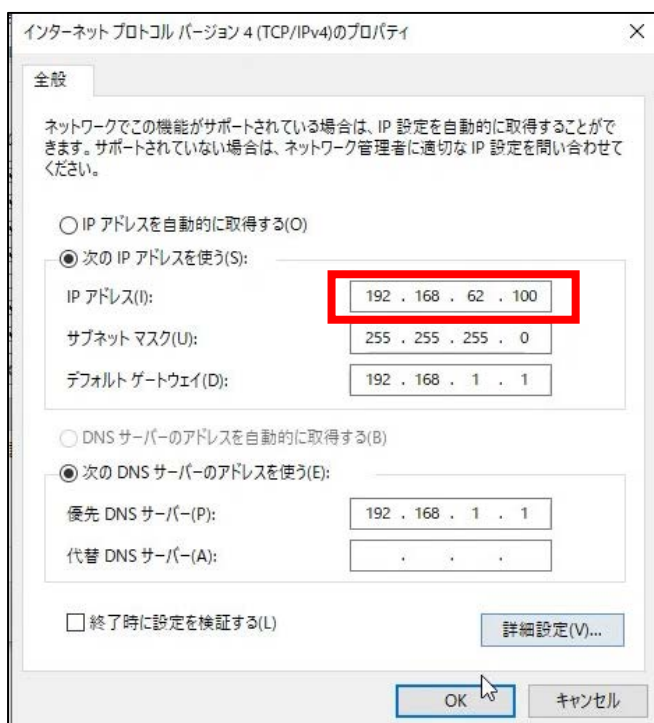 インターネット プロトコル バージョン 4 (TCP/IPv4)のプロパティ
全般
ネットワークでこの機能がサポートされている場合は、IP 設定を自動的に取得することがで
きます。サポートされていない場合は、ネットワーク管理者に適切な IP 設定を問い合わせて
ください。
IP アドレスを自動的に取得する(O)
次の IP アドレスを使う(S):
IP アドレス(I): 192 . 168 . 62 . 100
サブネット マスク(U): 255 . 255 . 255 . 0
デフォルト ゲートウェイ(D): 192 . 168 . 1 . 1
DNS サーバーのアドレスを自動的に取得する(B)
次の DNS サーバーのアドレスを使う(E):
優先 DNS サーバー(P): 192 . 168 . 1 . 1
代替 DNS サーバー(A): . . .
終了時に設定を検証する(L)
詳細設定(V)...
OK キャンセル